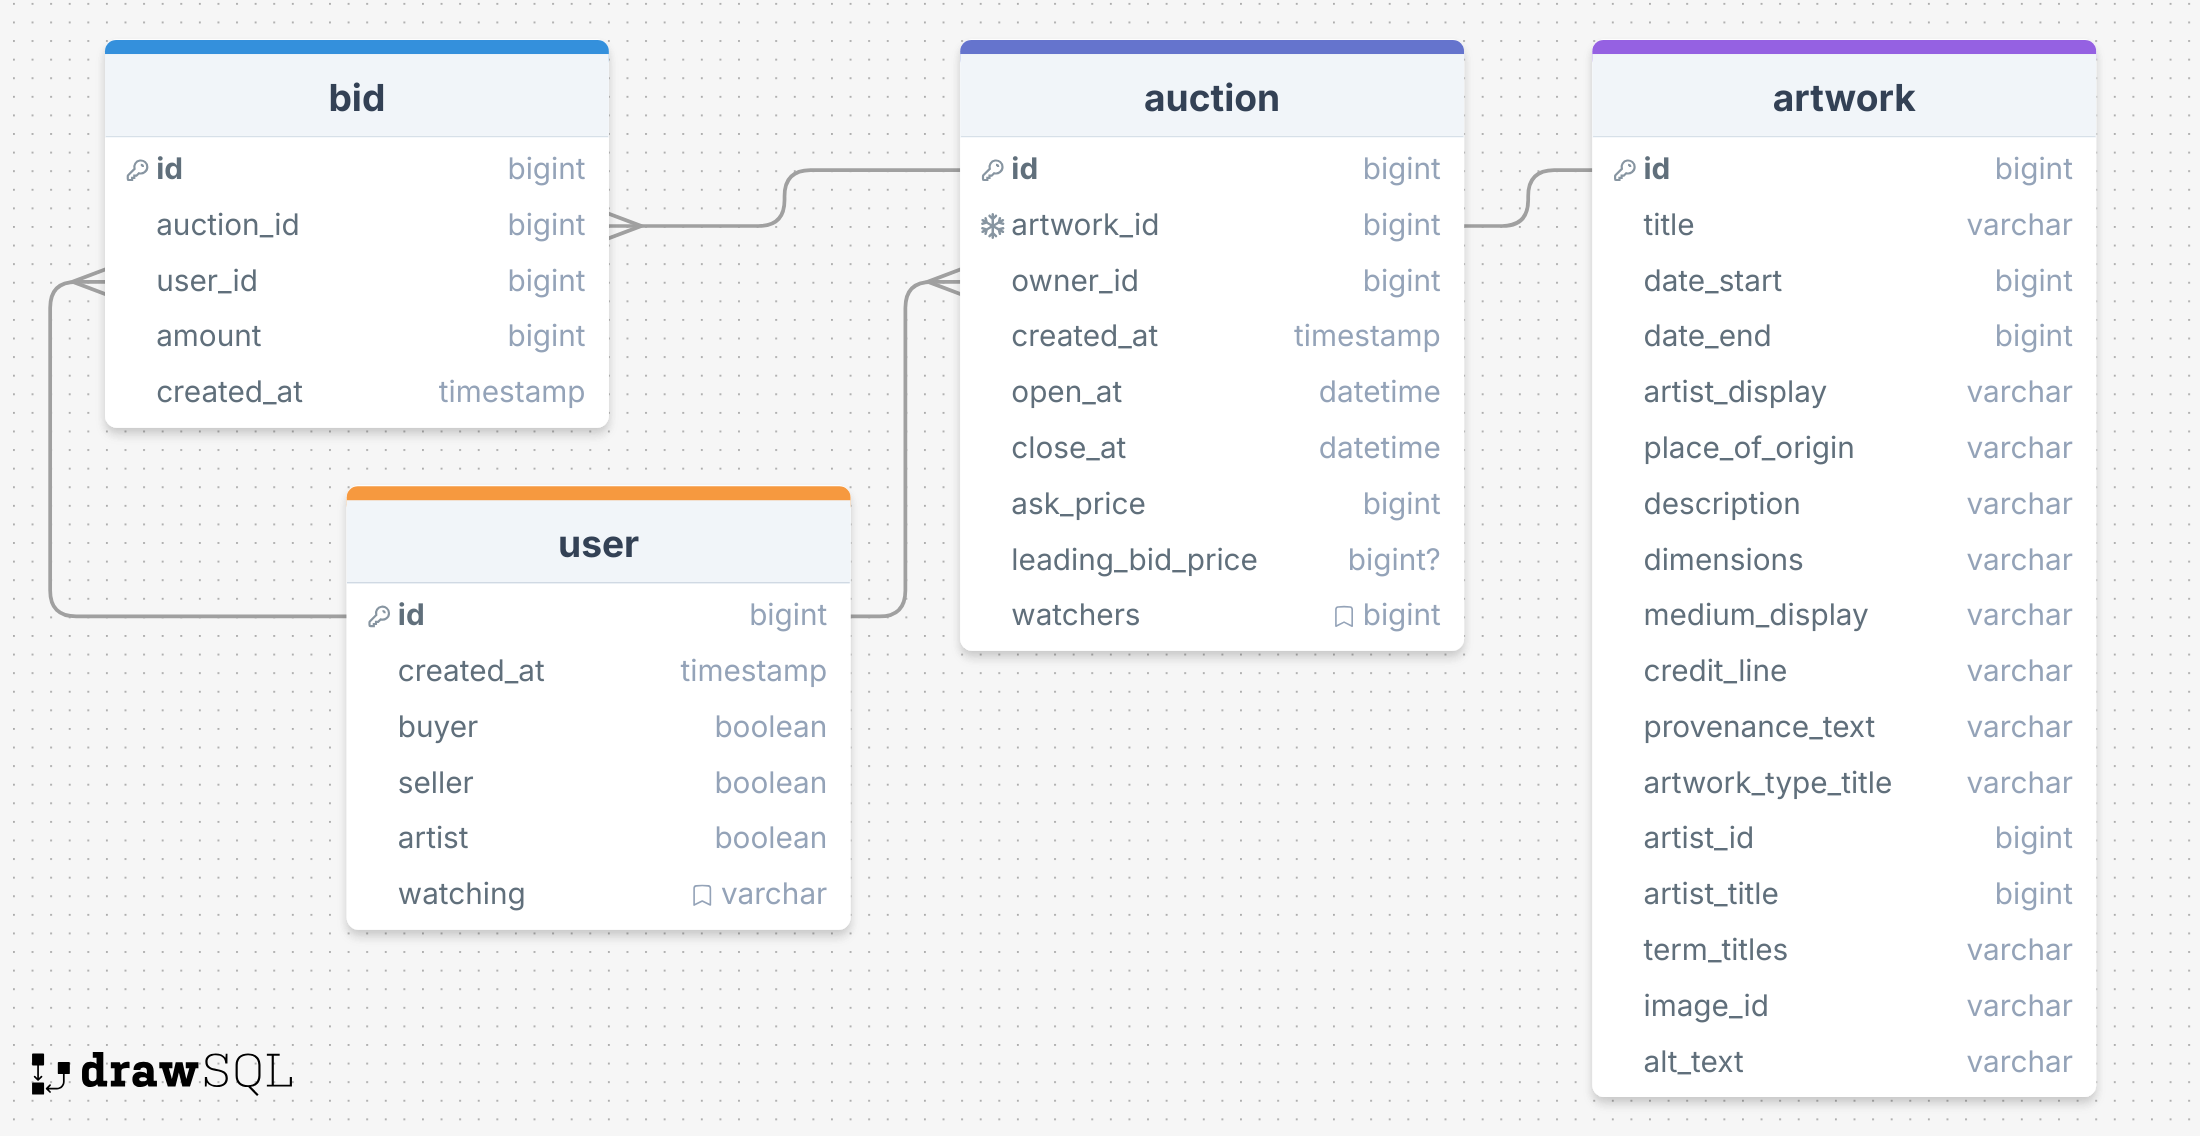 bid
id bigint
auction_id bigint
user_id bigint
amount bigint
created_at timestamp
user
id bigint
created_at timestamp
buyer boolean
seller boolean
artist boolean
watching varchar
auction
id bigint
artwork_id bigint
owner_id bigint
created_at timestamp
open_at datetime
close_at datetime
ask_price bigint
leading_bid_price bigint?
watchers bigint
artwork
id bigint
title varchar
date_start bigint
date_end bigint
artist_display varchar
place_of_origin varchar
description varchar
dimensions varchar
medium_display varchar
credit_line varchar
provenance_text varchar
artwork_type_title varchar
artist_id bigint
artist_title bigint
term_titles varchar
image_id varchar
alt_text varchar
drawSQL